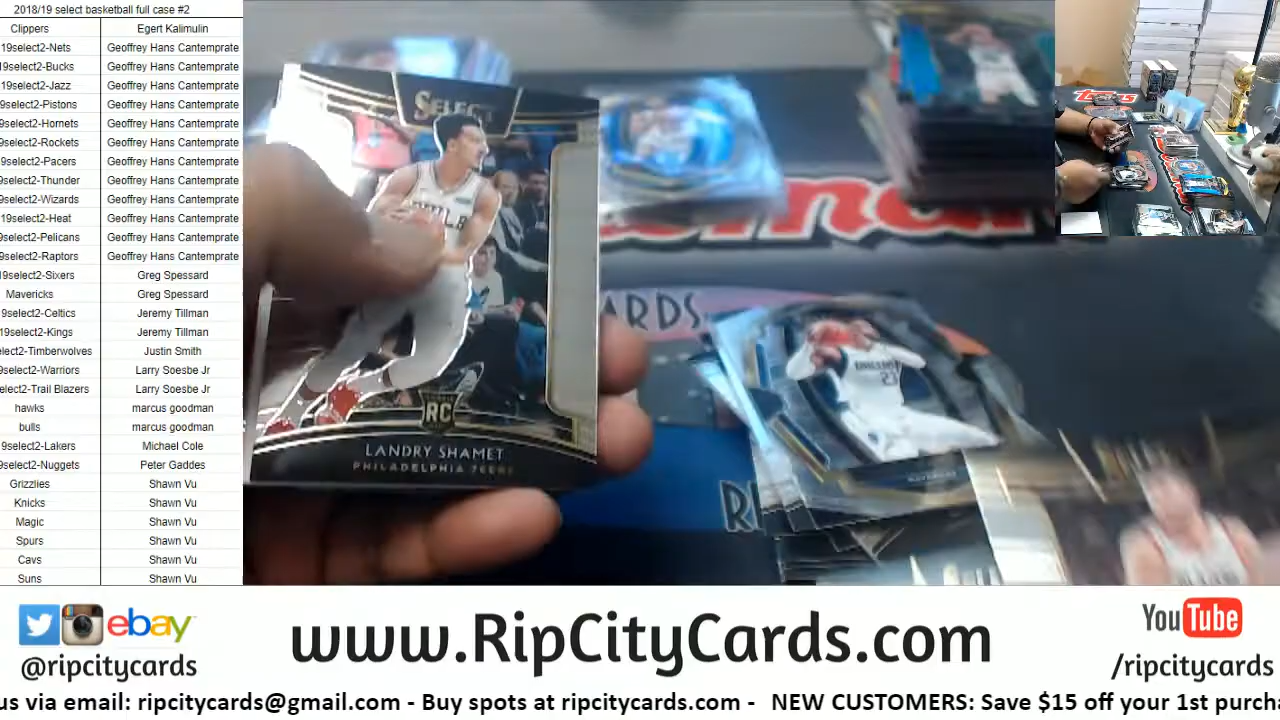 2018/19 select basketball full case #2
Clippers Egert Kalimulin
19select2-Nets Geoffrey Hans Cantemprate
9select2-Bucks Geoffrey Hans Cantemprate
19select2-Jazz Geoffrey Hans Cantemprate
9select2-Pistons Geoffrey Hans Cantemprate
9select2-Hornets Geoffrey Hans Cantemprate
9select2-Rockets Geoffrey Hans Cantemprate
9select2-Pacers Geoffrey Hans Cantemprate
9select2-Thunder Geoffrey Hans Cantemprate
9select2-Wizards Geoffrey Hans Cantemprate
19select2-Heat Geoffrey Hans Cantemprate
9select2-Pelicans Geoffrey Hans Cantemprate
9select2-Raptors Geoffrey Hans Cantemprate
19select2-Sixers Greg Spessard
Mavericks Greg Spessard
9select2-Celtics Jeremy Tillman
19select2-Kings Jeremy Tillman
elect2-Timberwolves Justin Smith
9select2-Warriors Larry Soesbe Jr
select2-Trail Blazers Larry Soesbe Jr
hawks marcus goodman
bulls marcus goodman
9select2-Lakers Michael Cole
9select2-Nuggets Peter Gaddes
Grizzlies Shawn Vu
Knicks Shawn Vu
Magic Shawn Vu
Spurs Shawn Vu
Cavs Shawn Vu
Suns Shawn Vu
SELECT
RC
LANDRY SHAMET
PHILADELPHIA 76ERS
ARDS
23
Topps
ebay
@ripcitycards
www.RipCityCards.com
YouTube
/ripcitycards
us via email: ripcitycards@gmail.com - Buy spots at ripcitycards.com - NEW CUSTOMERS: Save $15 off your 1st purcha